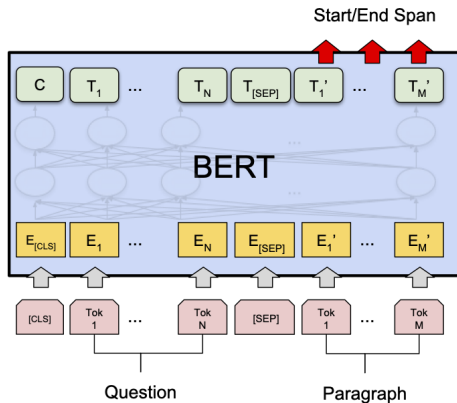 Start/End Span
C T1 ... TN T[SEP] T1' ... TM'
...
BERT
...
E[CLS] E1 ... EN E[SEP] E1' ... EM'
[CLS] Tok 1 ... Tok N [SEP] Tok 1 ... Tok M
Question Paragraph